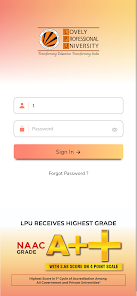 LOVELY
PROFESSIONAL
UNIVERSITY
Transforming Education Transforming India
1
Password
Sign In →
Forgot Password ?
LPU RECEIVES HIGHEST GRADE
NAAC
GRADE
A++
WITH 3.68 SCORE ON 4 POINT SCALE
Highest Score in 1st Cycle of Accreditation Among
All Government and Private Universities*